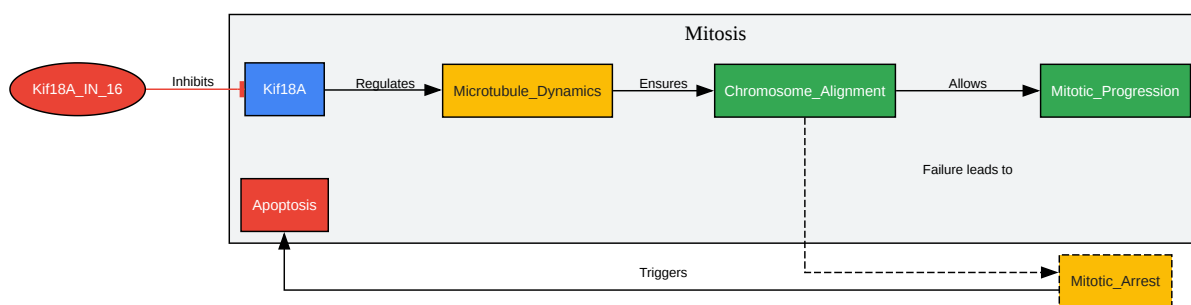 Mitosis
Kif18A_IN_16
Inhibits
Kif18A
Regulates
Microtubule_Dynamics
Ensures
Chromosome_Alignment
Allows
Mitotic_Progression
Failure leads to
Apoptosis
Triggers
Mitotic_Arrest